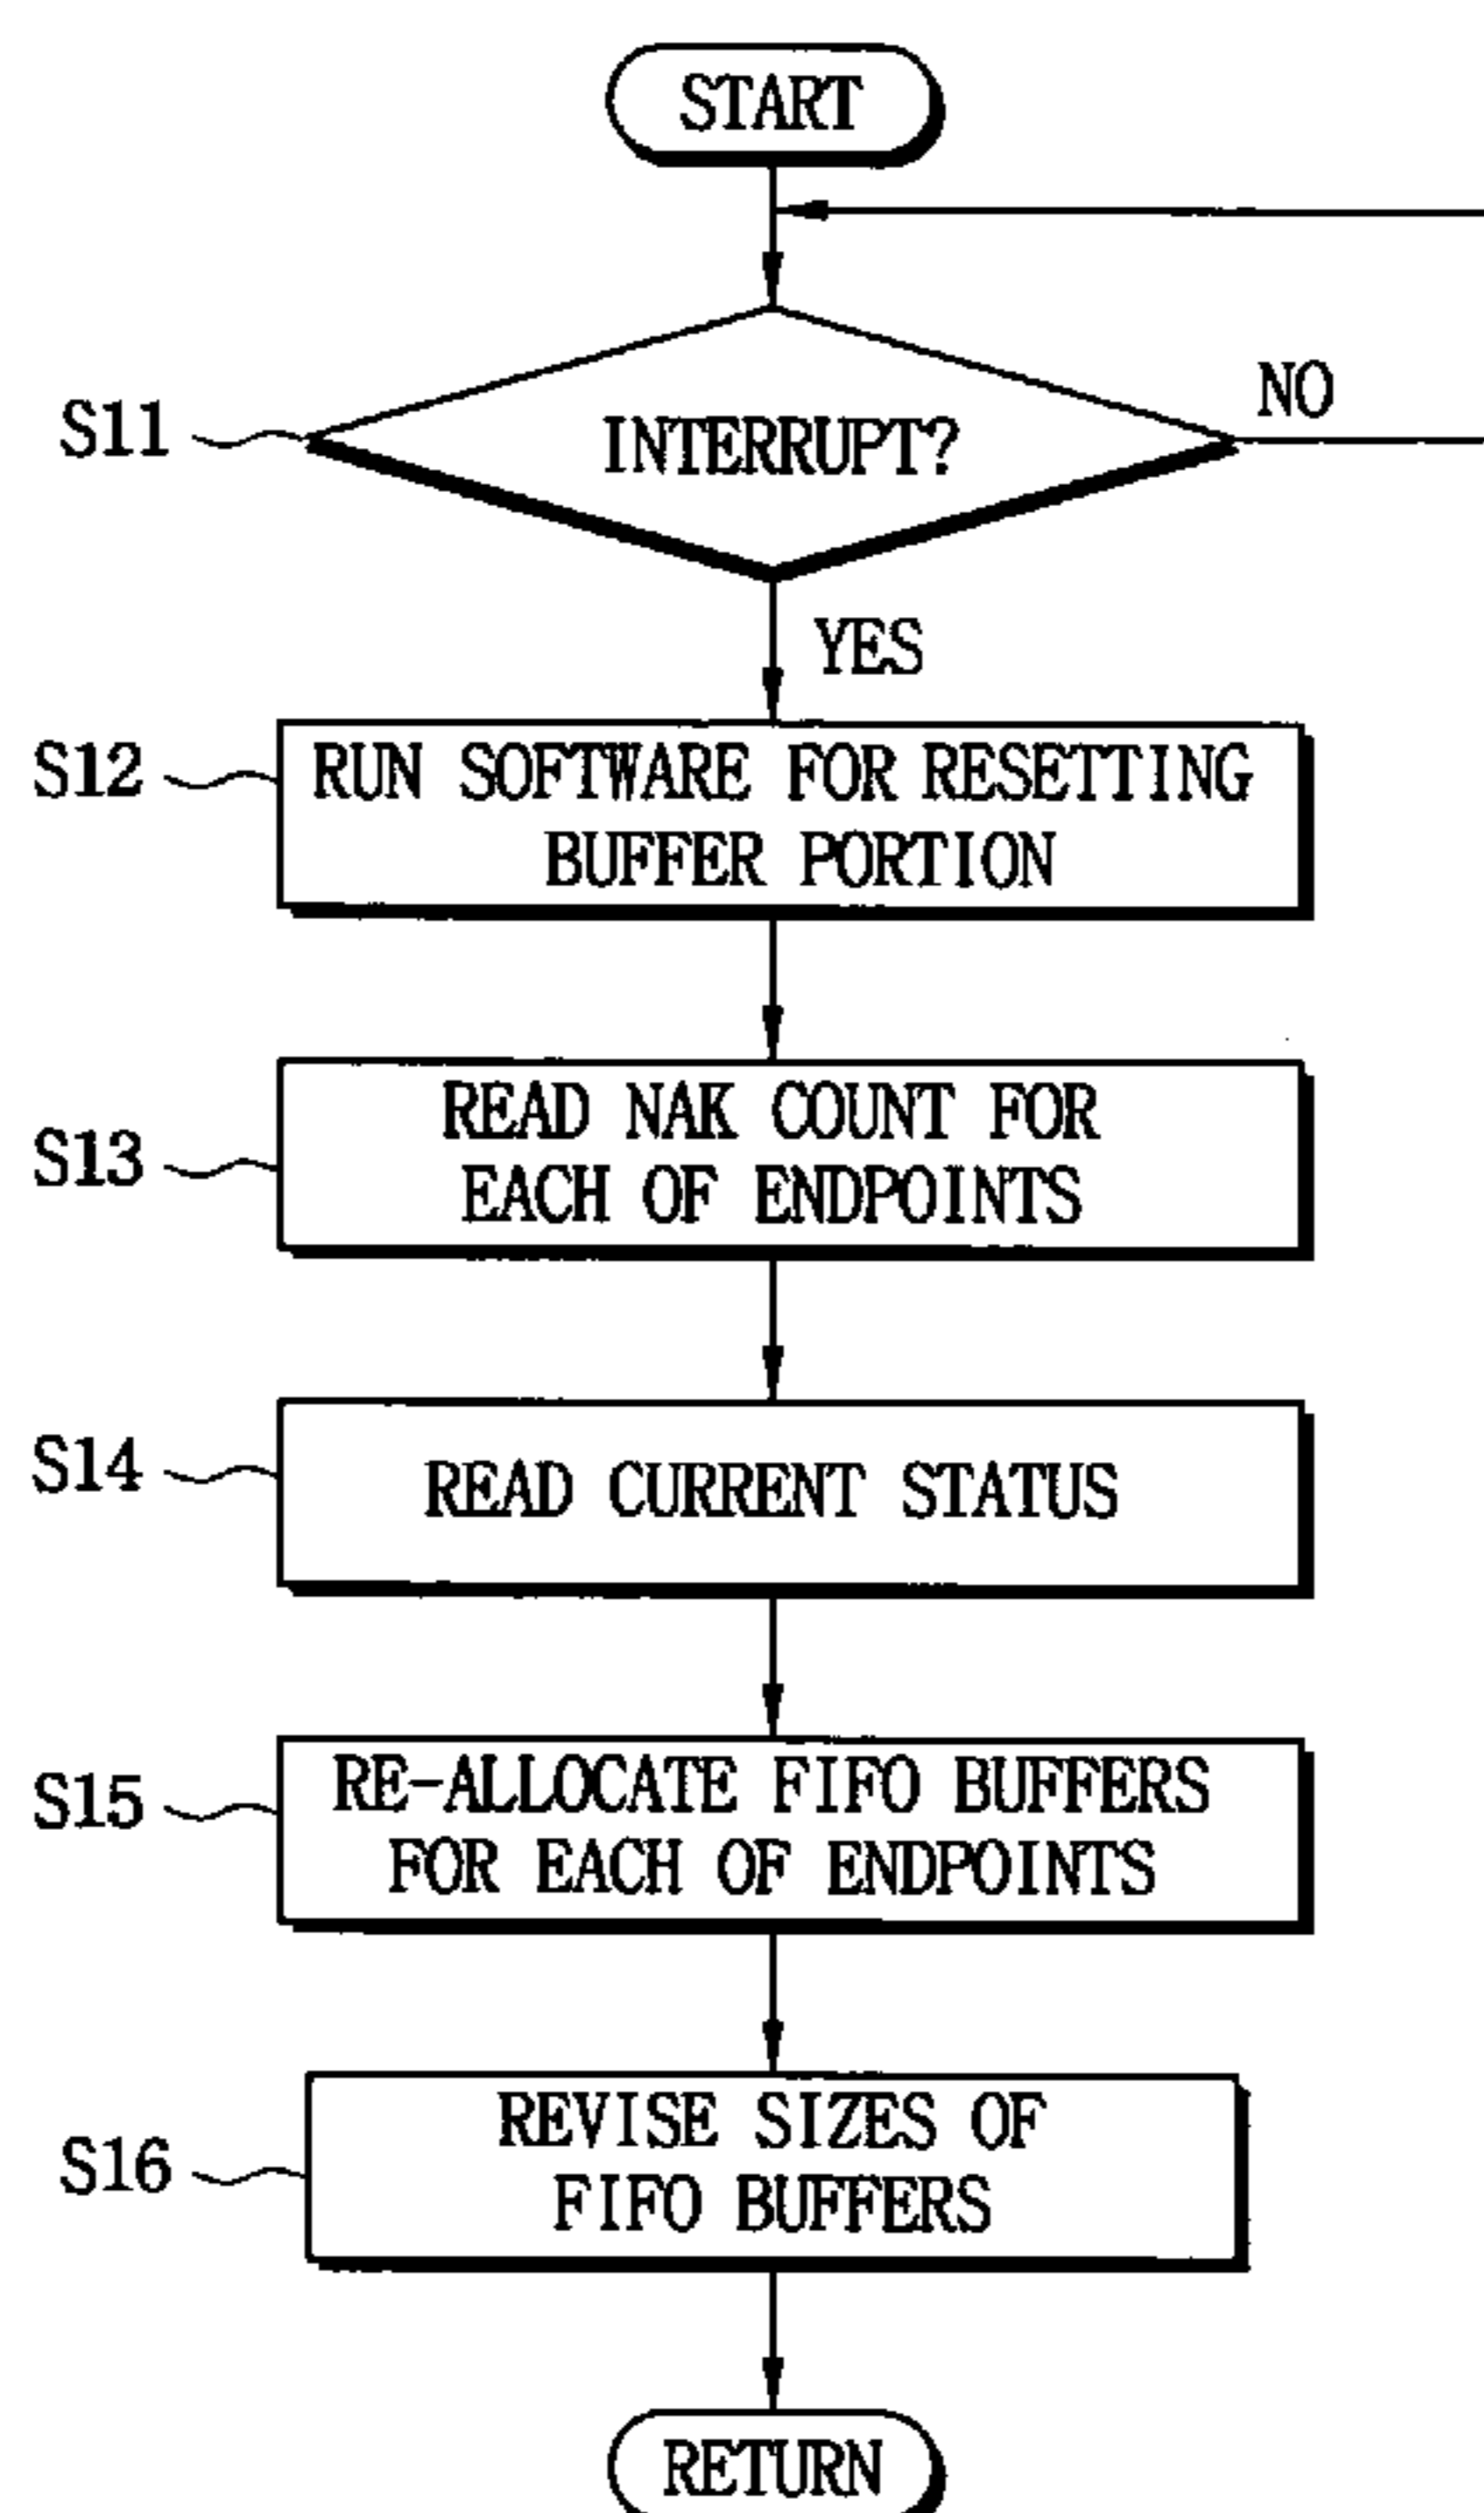 START
S11
INTERRUPT?
NO
YES
S12
RUN SOFTWARE FOR RESETTING
BUFFER PORTION
S13
READ NAK COUNT FOR
EACH OF ENDPOINTS
S14
READ CURRENT STATUS
S15
RE-ALLOCATE FIFO BUFFERS
FOR EACH OF ENDPOINTS
S16
REVISE SIZES OF
FIFO BUFFERS
RETURN